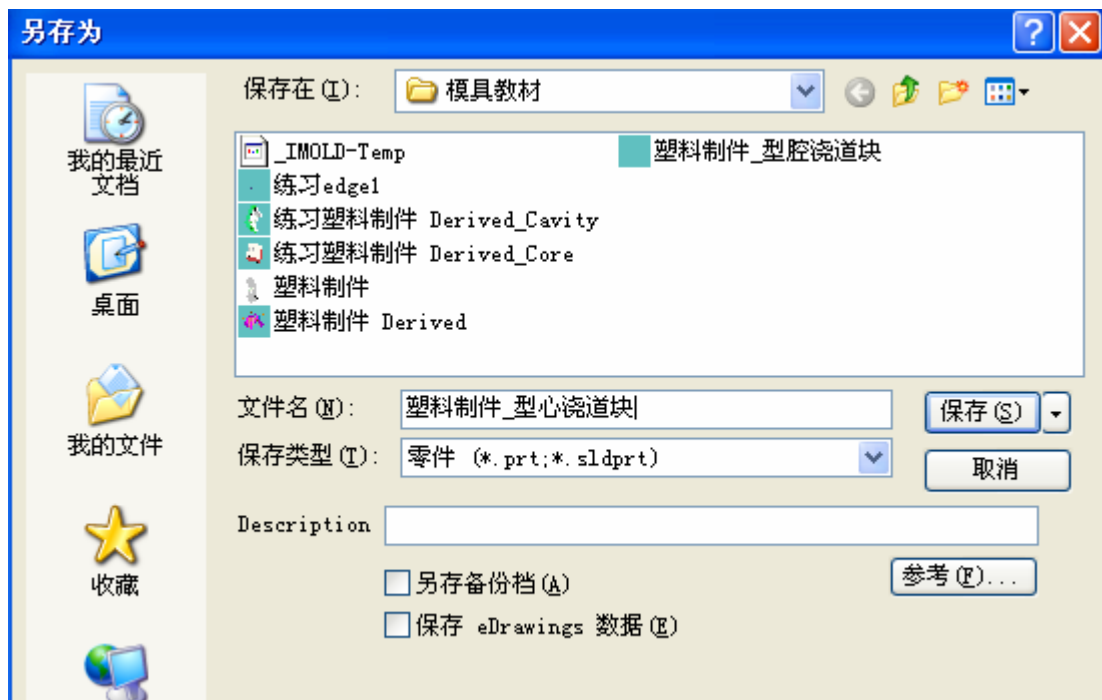 另存为
保存在(I):
模具教材
我的最近
文档
桌面
我的文件
收藏
_IMOLD-Temp
练习edge1
练习塑料制件 Derived_Cavity
练习塑料制件 Derived_Core
塑料制件
塑料制件 Derived
塑料制件_型腔浇道块
文件名(N):
塑料制件_型心浇道块
保存(S)
保存类型(T):
零件 (*.prt;*.sldprt)
取消
Description
另存备份档(A)
参考(F)...
保存 eDrawings 数据(E)